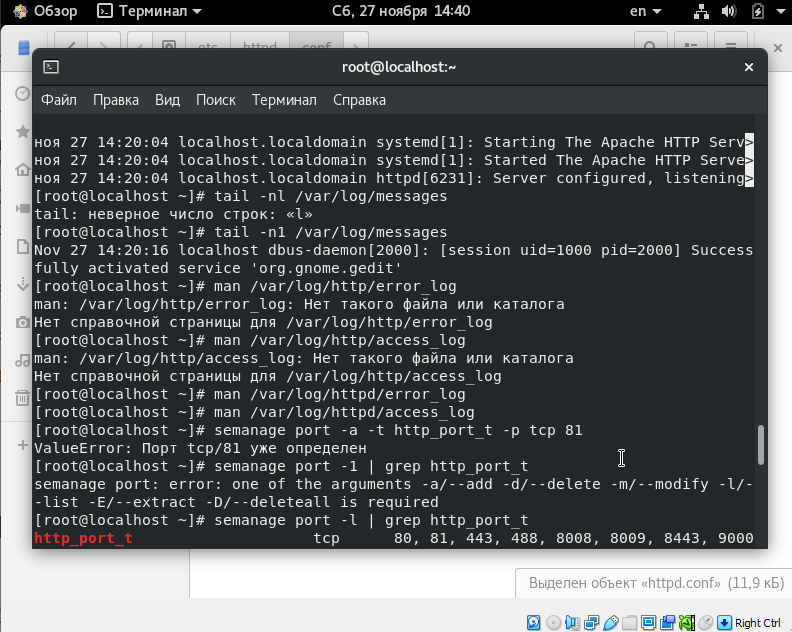 Обзор Терминал Сб, 27 ноября 14:40 en
etc httpd conf
root@localhost:~
Файл Правка Вид Поиск Терминал Справка
ноя 27 14:20:04 localhost.localdomain systemd[1]: Starting The Apache HTTP Serv>
ноя 27 14:20:04 localhost.localdomain systemd[1]: Started The Apache HTTP Serve>
ноя 27 14:20:04 localhost.localdomain httpd[6231]: Server configured, listening>
[root@localhost ~]# tail -nl /var/log/messages
tail: неверное число строк: «l»
[root@localhost ~]# tail -n1 /var/log/messages
Nov 27 14:20:16 localhost dbus-daemon[2000]: [session uid=1000 pid=2000] Success
fully activated service 'org.gnome.gedit'
[root@localhost ~]# man /var/log/http/error_log
man: /var/log/http/error_log: Нет такого файла или каталога
Нет справочной страницы для /var/log/http/error_log
[root@localhost ~]# man /var/log/http/access_log
man: /var/log/http/access_log: Нет такого файла или каталога
Нет справочной страницы для /var/log/http/access_log
[root@localhost ~]# man /var/log/httpd/error_log
[root@localhost ~]# man /var/log/httpd/access_log
[root@localhost ~]# semanage port -a -t http_port_t -p tcp 81
ValueError: Порт tcp/81 уже определен
[root@localhost ~]# semanage port -1 | grep http_port_t
semanage port: error: one of the arguments -a/--add -d/--delete -m/--modify -l/-
-list -E/--extract -D/--deleteall is required
[root@localhost ~]# semanage port -l | grep http_port_t
http_port_t tcp 80, 81, 443, 488, 8008, 8009, 8443, 9000
Выделен объект «httpd.conf» (11,9 кБ)
Right Ctrl